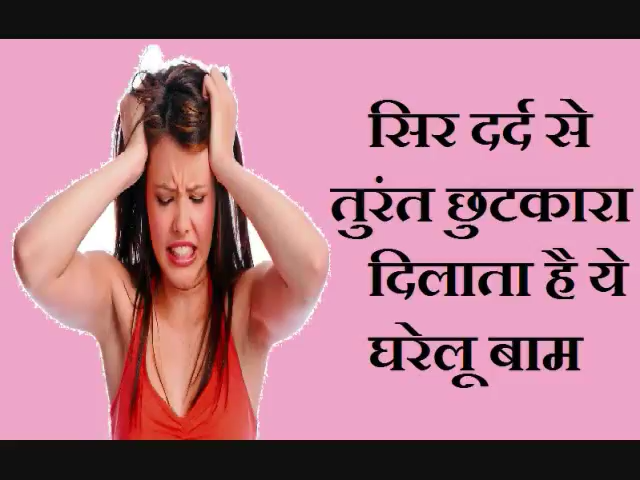 सिर दर्द से
तुरंत छुटकारा
दिलाता है ये
घरेलू बाम